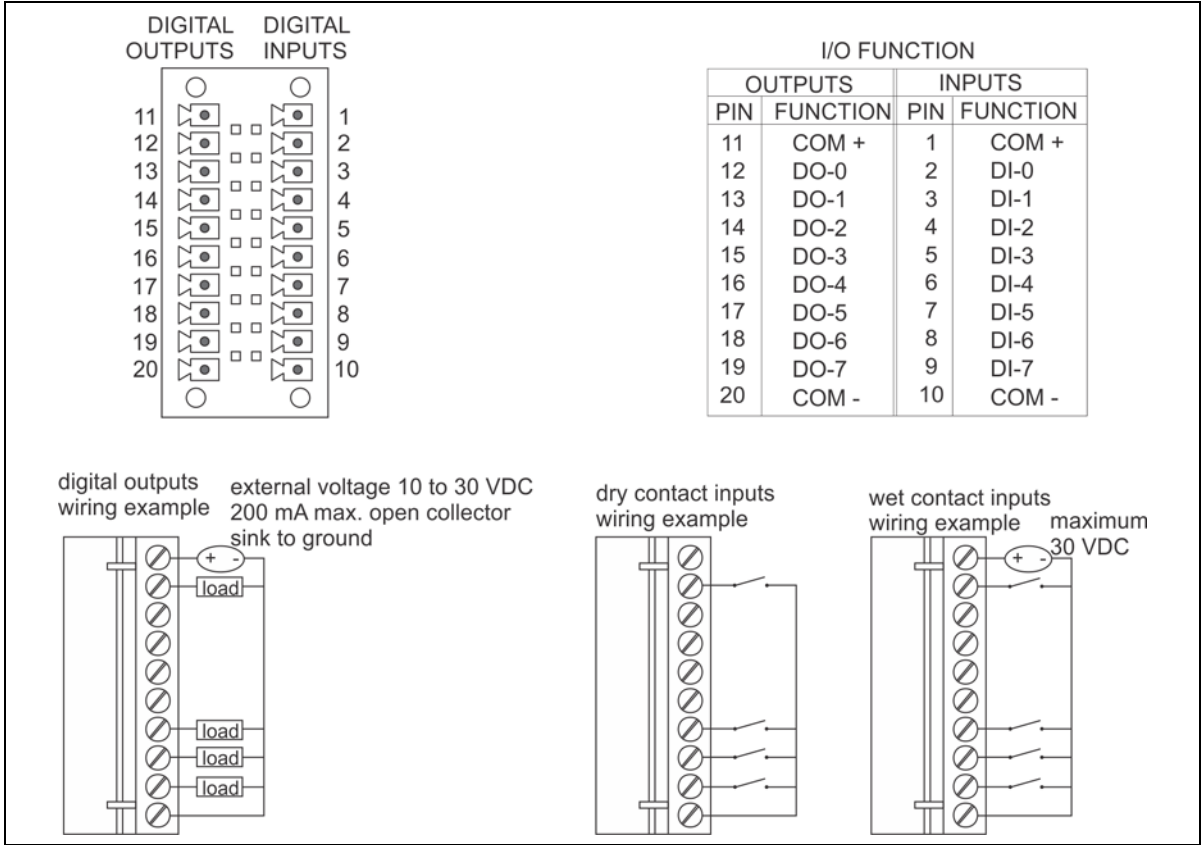 DIGITAL OUTPUTS
DIGITAL INPUTS
11 1
12 2
13 3
14 4
15 5
16 6
17 7
18 8
19 9
20 10
I/O FUNCTION
OUTPUTS INPUTS
PIN FUNCTION PIN FUNCTION
11 COM + 1 COM +
12 DO-0 2 DI-0
13 DO-1 3 DI-1
14 DO-2 4 DI-2
15 DO-3 5 DI-3
16 DO-4 6 DI-4
17 DO-5 7 DI-5
18 DO-6 8 DI-6
19 DO-7 9 DI-7
20 COM - 10 COM -
digital outputs
wiring example
external voltage 10 to 30 VDC
200 mA max. open collector
sink to ground
+ -
load
load
load
load
dry contact inputs
wiring example
wet contact inputs
wiring example
maximum
30 VDC
+ -